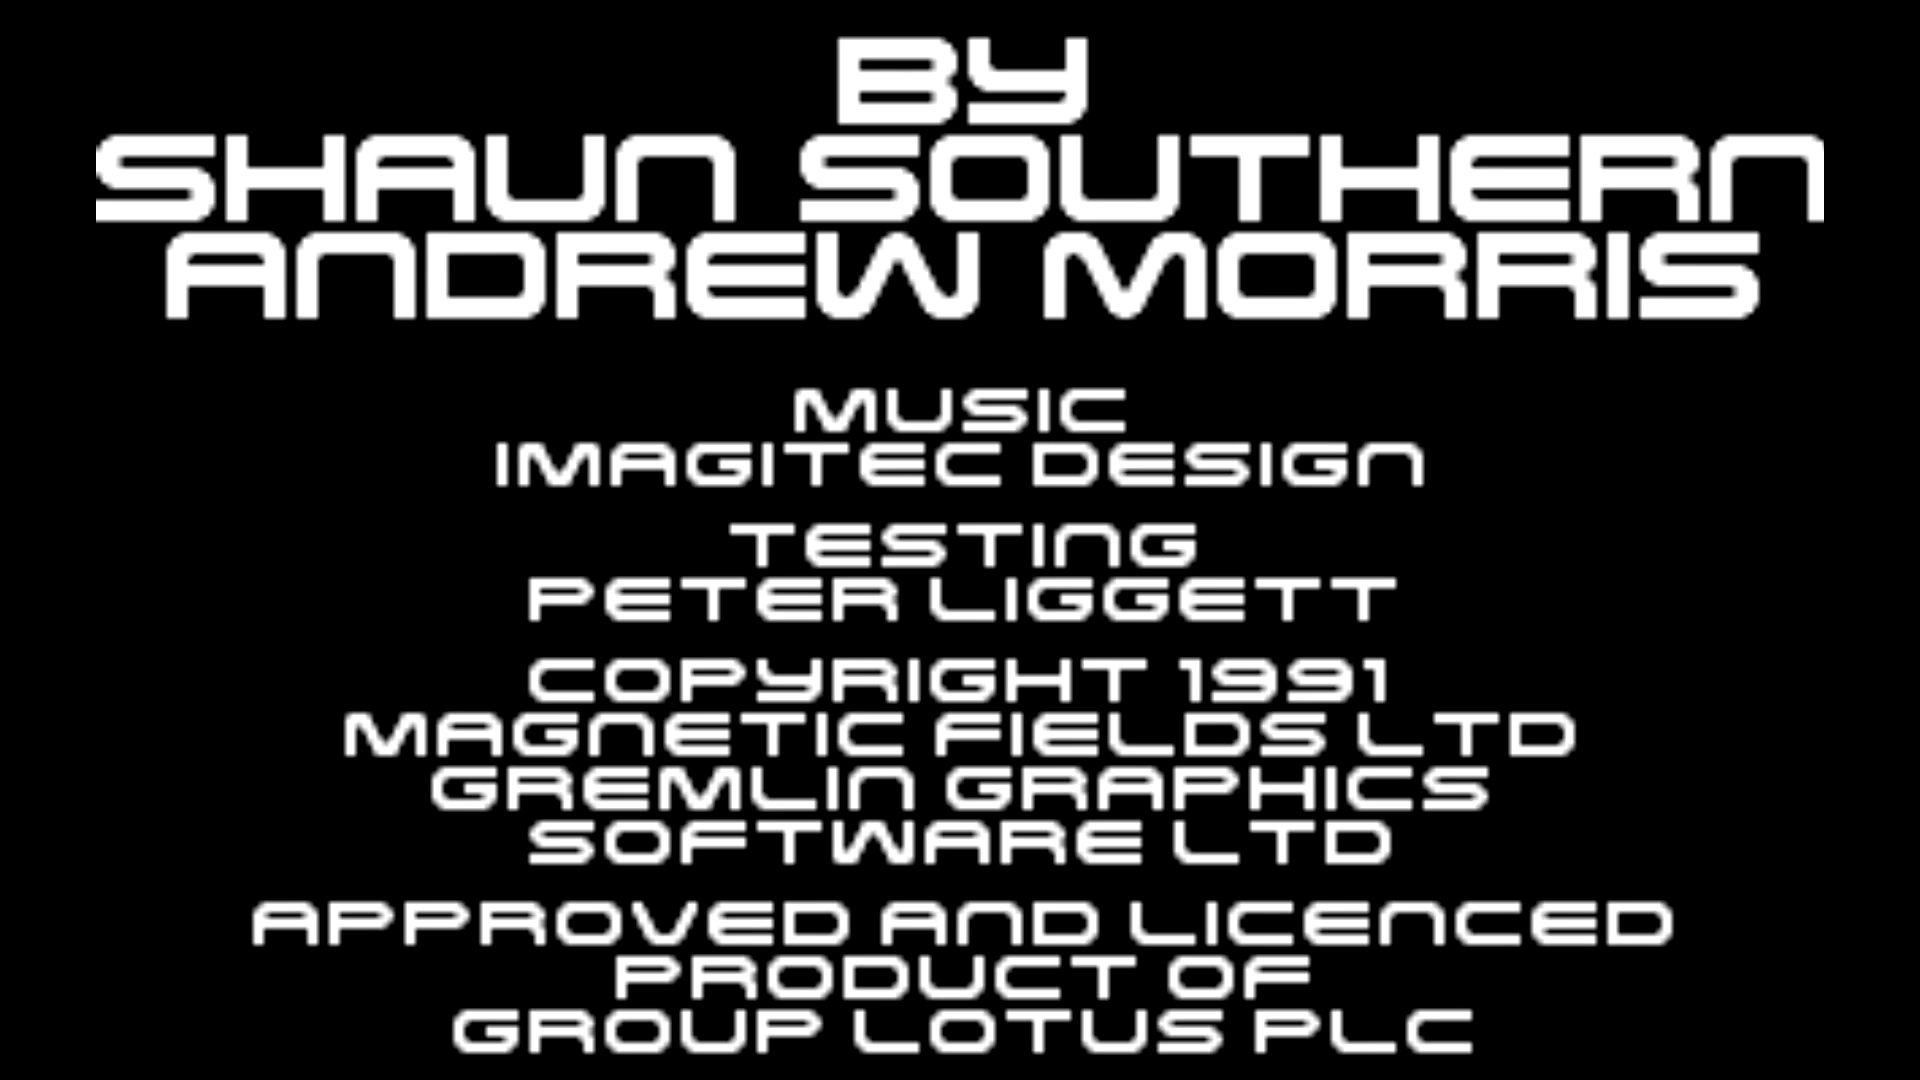 BY
SHAUN SOUTHERN
ANDREW MORRIS
MUSIC
IMAGITEC DESIGN
TESTING
PETER LIGGETT
COPYRIGHT 1991
MAGNETIC FIELDS LTD
GREMLIN GRAPHICS
SOFTWARE LTD
APPROVED AND LICENCED
PRODUCT OF
GROUP LOTUS PLC